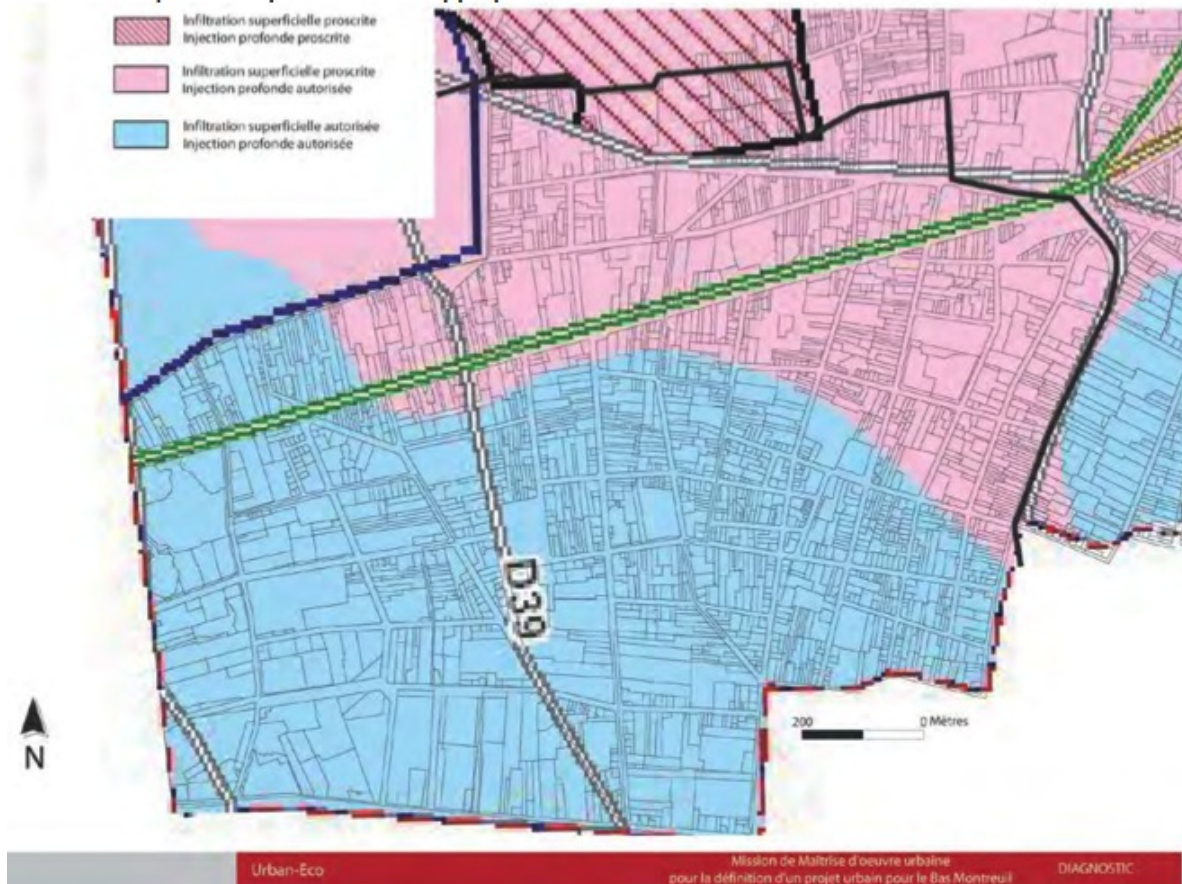 Infiltration superficielle proscrite
Injection profonde proscrite
Infiltration superficielle proscrite
Injection profonde autorisée
Infiltration superficielle autorisée
Injection profonde autorisée
D39
200 0 Mètres
N
Urban-Eco
Mission de Maîtrise d'oeuvre urbaine
pour la définition d'un projet urbain pour le Bas Montreuil
DIAGNOSTIC